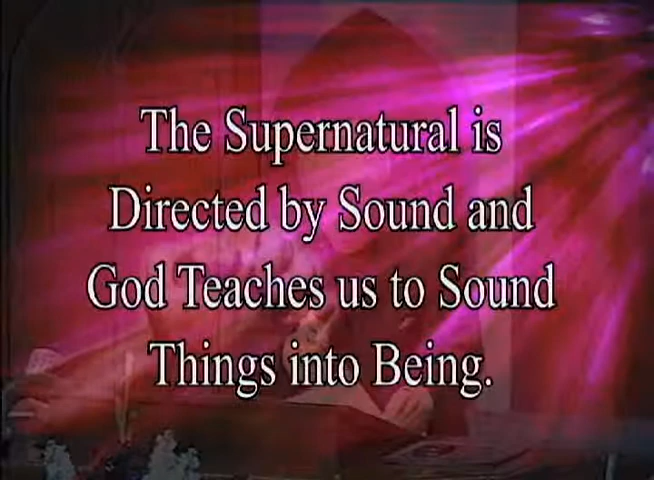 The Supernatural is
Directed by Sound and
God Teaches us to Sound
Things into Being.